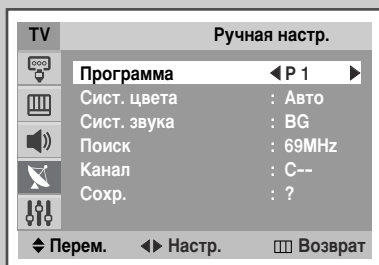 TV Ручная настр.
Программа ◀ P 1 ▶
Сист. цвета : Авто
Сист. звука : BG
Поиск : 69MHz
Канал : C--
Сохр. : ?
Перем. Настр. Возврат